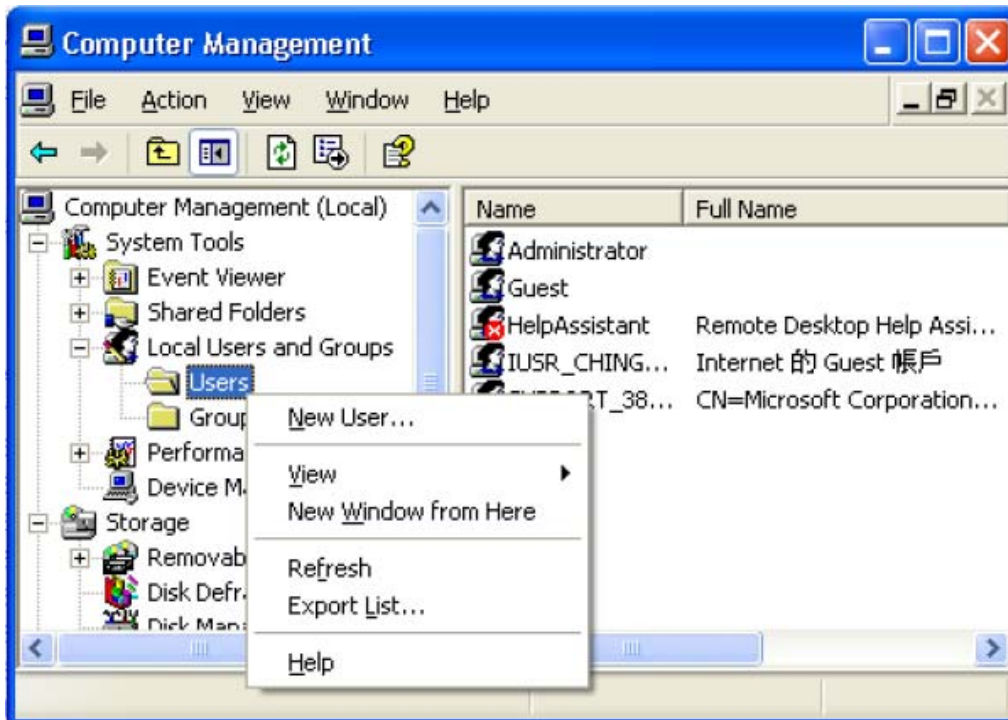 Computer Management
File Action View Window Help
Computer Management (Local)
System Tools
Event Viewer
Shared Folders
Local Users and Groups
Users
Group
Performa
Device M
Storage
Removab
Disk Defr
Disk Man
Name Full Name
Administrator
Guest
HelpAssistant Remote Desktop Help Assi...
IUSR_CHING... Internet 的 Guest 帳戶
T_38... CN=Microsoft Corporation...
New User...
View
New Window from Here
Refresh
Export List...
Help